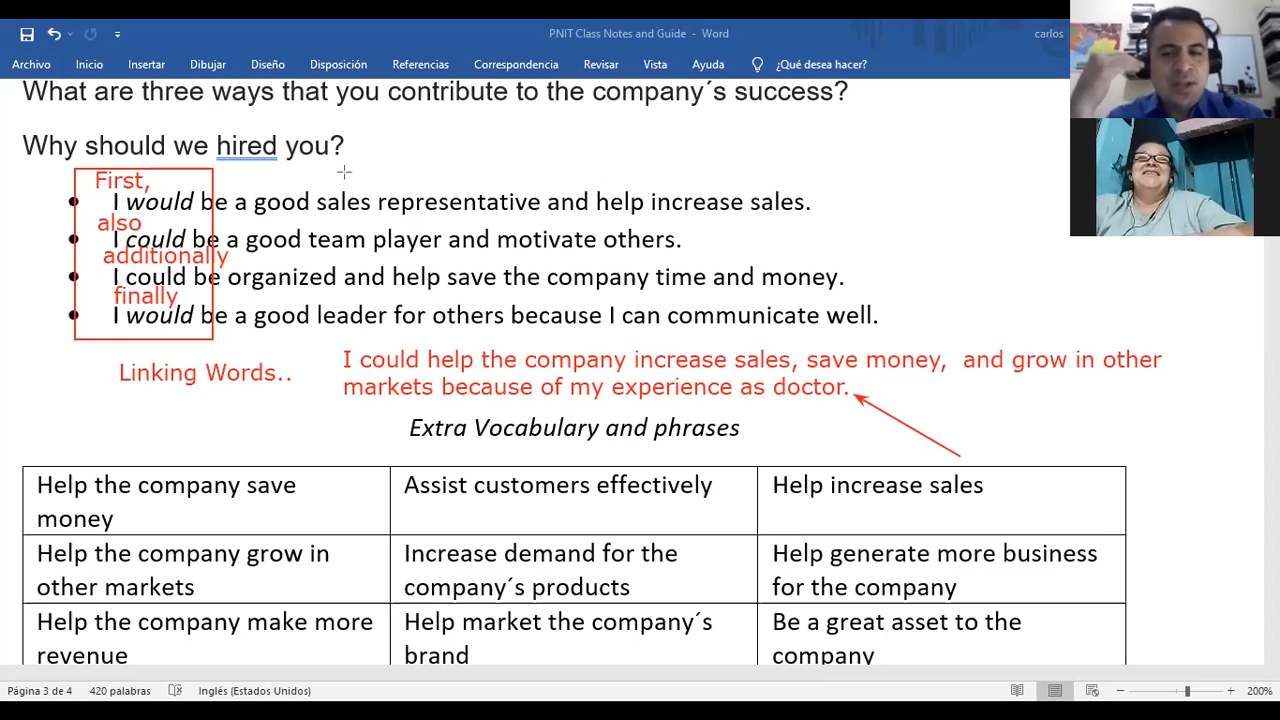 PNIT Class Notes and Guide - Word
carlos
Archivo Inicio Insertar Dibujar Diseño Disposición Referencias Correspondencia Revisar Vista Ayuda ¿Qué desea hacer?
What are three ways that you contribute to the company´s success?
Why should we hired you?
First,
• I would be a good sales representative and help increase sales.
also
• I could be a good team player and motivate others.
additionally
• I could be organized and help save the company time and money.
finally
• I would be a good leader for others because I can communicate well.
Linking Words..
I could help the company increase sales, save money, and grow in other
markets because of my experience as doctor.
Extra Vocabulary and phrases
Help the company save
money
Assist customers effectively
Help increase sales
Help the company grow in
other markets
Increase demand for the
company´s products
Help generate more business
for the company
Help the company make more
revenue
Help market the company´s
brand
Be a great asset to the
company
Página 3 de 4 420 palabras Inglés (Estados Unidos) 200%